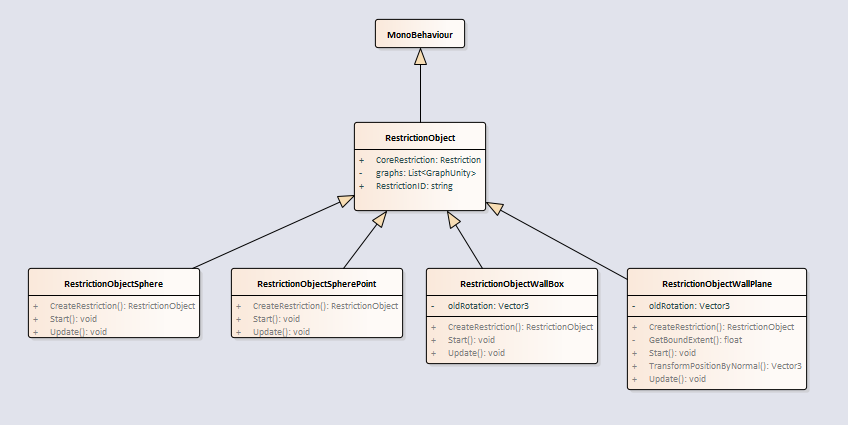 MonoBehaviour
RestrictionObject
+ CoreRestriction: Restriction
- graphs: List<GraphUnity>
+ RestrictionID: string
RestrictionObjectSphere
+ CreateRestriction(): RestrictionObject
+ Start(): void
+ Update(): void
RestrictionObjectSpherePoint
+ CreateRestriction(): RestrictionObject
+ Start(): void
+ Update(): void
RestrictionObjectWallBox
- oldRotation: Vector3
+ CreateRestriction(): RestrictionObject
+ Start(): void
+ Update(): void
RestrictionObjectWallPlane
- oldRotation: Vector3
+ CreateRestriction(): RestrictionObject
- GetBoundExtent(): float
+ Start(): void
+ TransformPositionByNormal(): Vector3
+ Update(): void